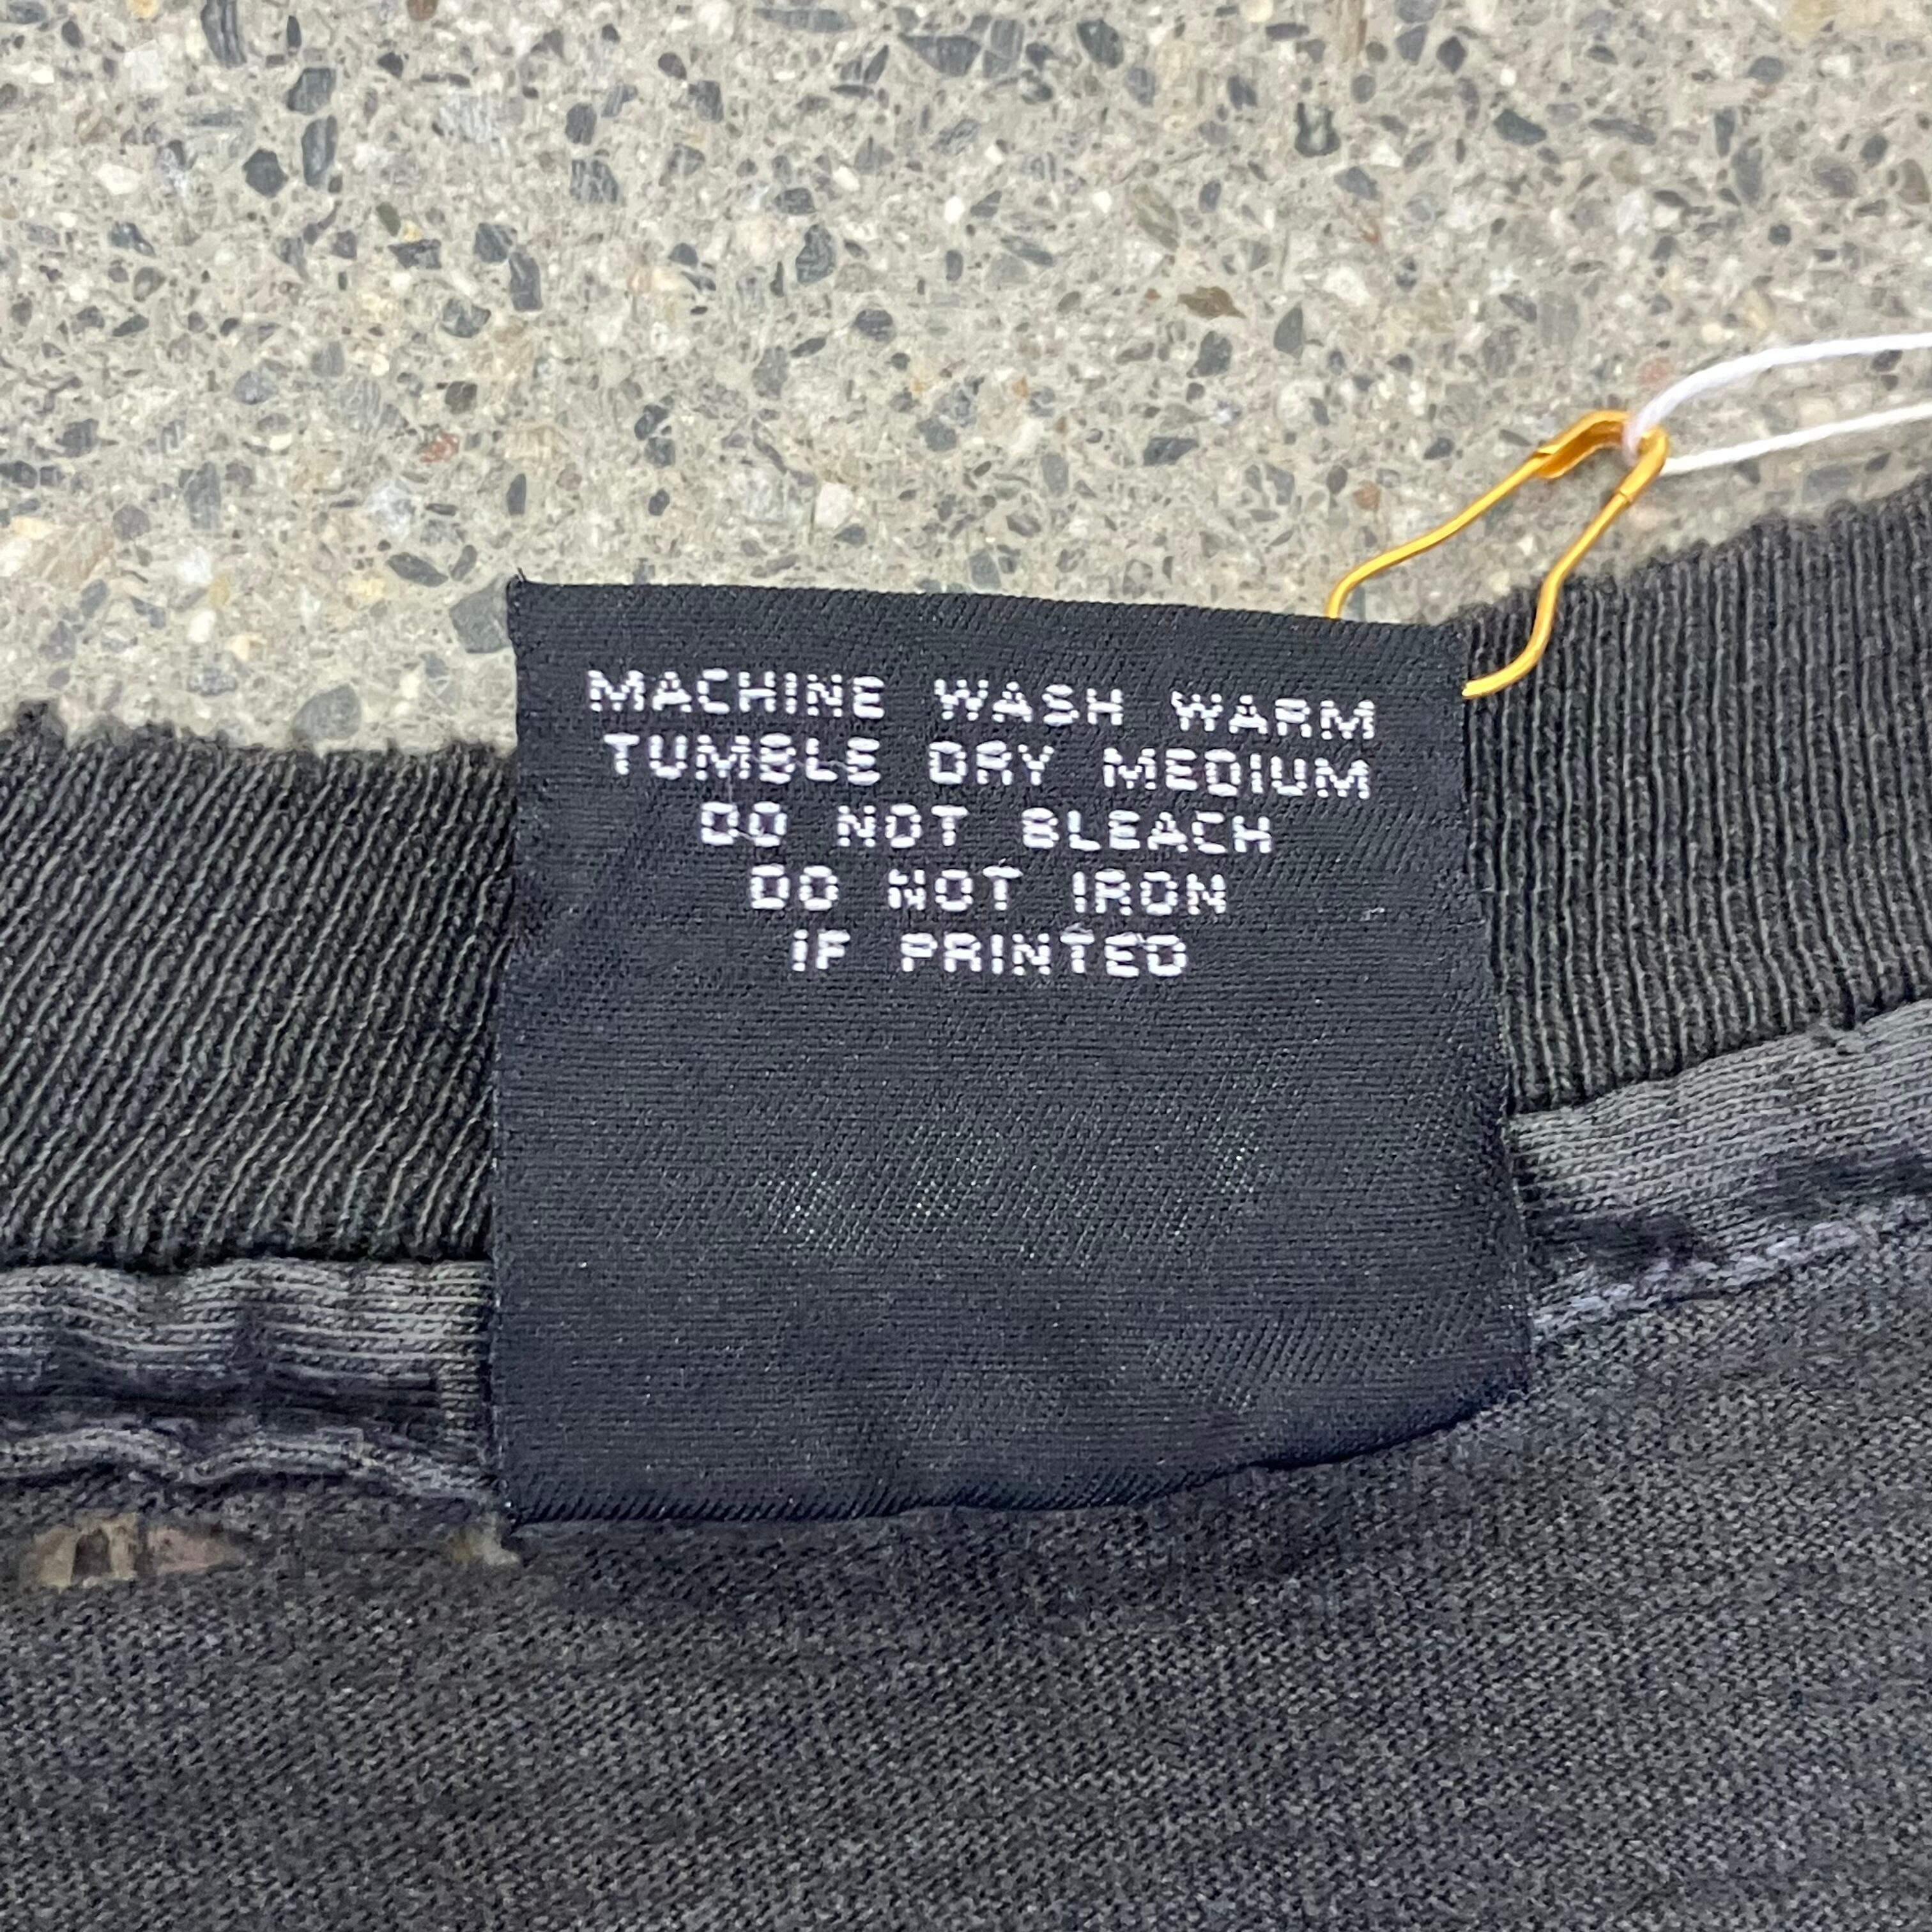 MACHINE WASH WARM
TUMBLE DRY MEDIUM
DO NOT BLEACH
DO NOT IRON
IF PRINTED